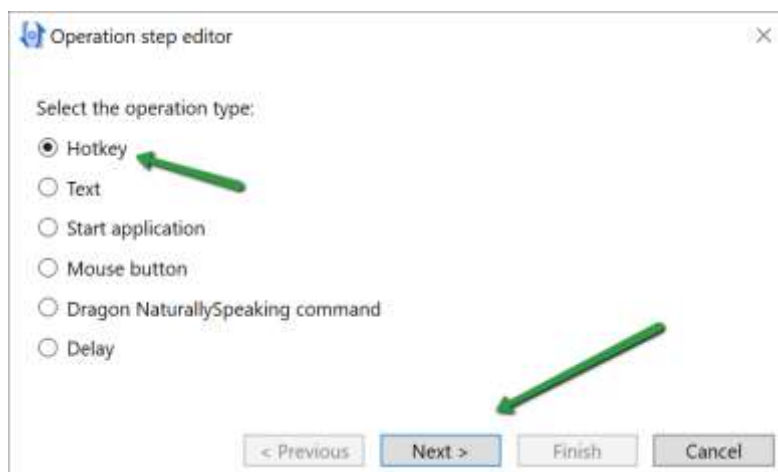 Operation step editor
Select the operation type:
Hotkey
Text
Start application
Mouse button
Dragon NaturallySpeaking command
Delay
< Previous Next > Finish Cancel